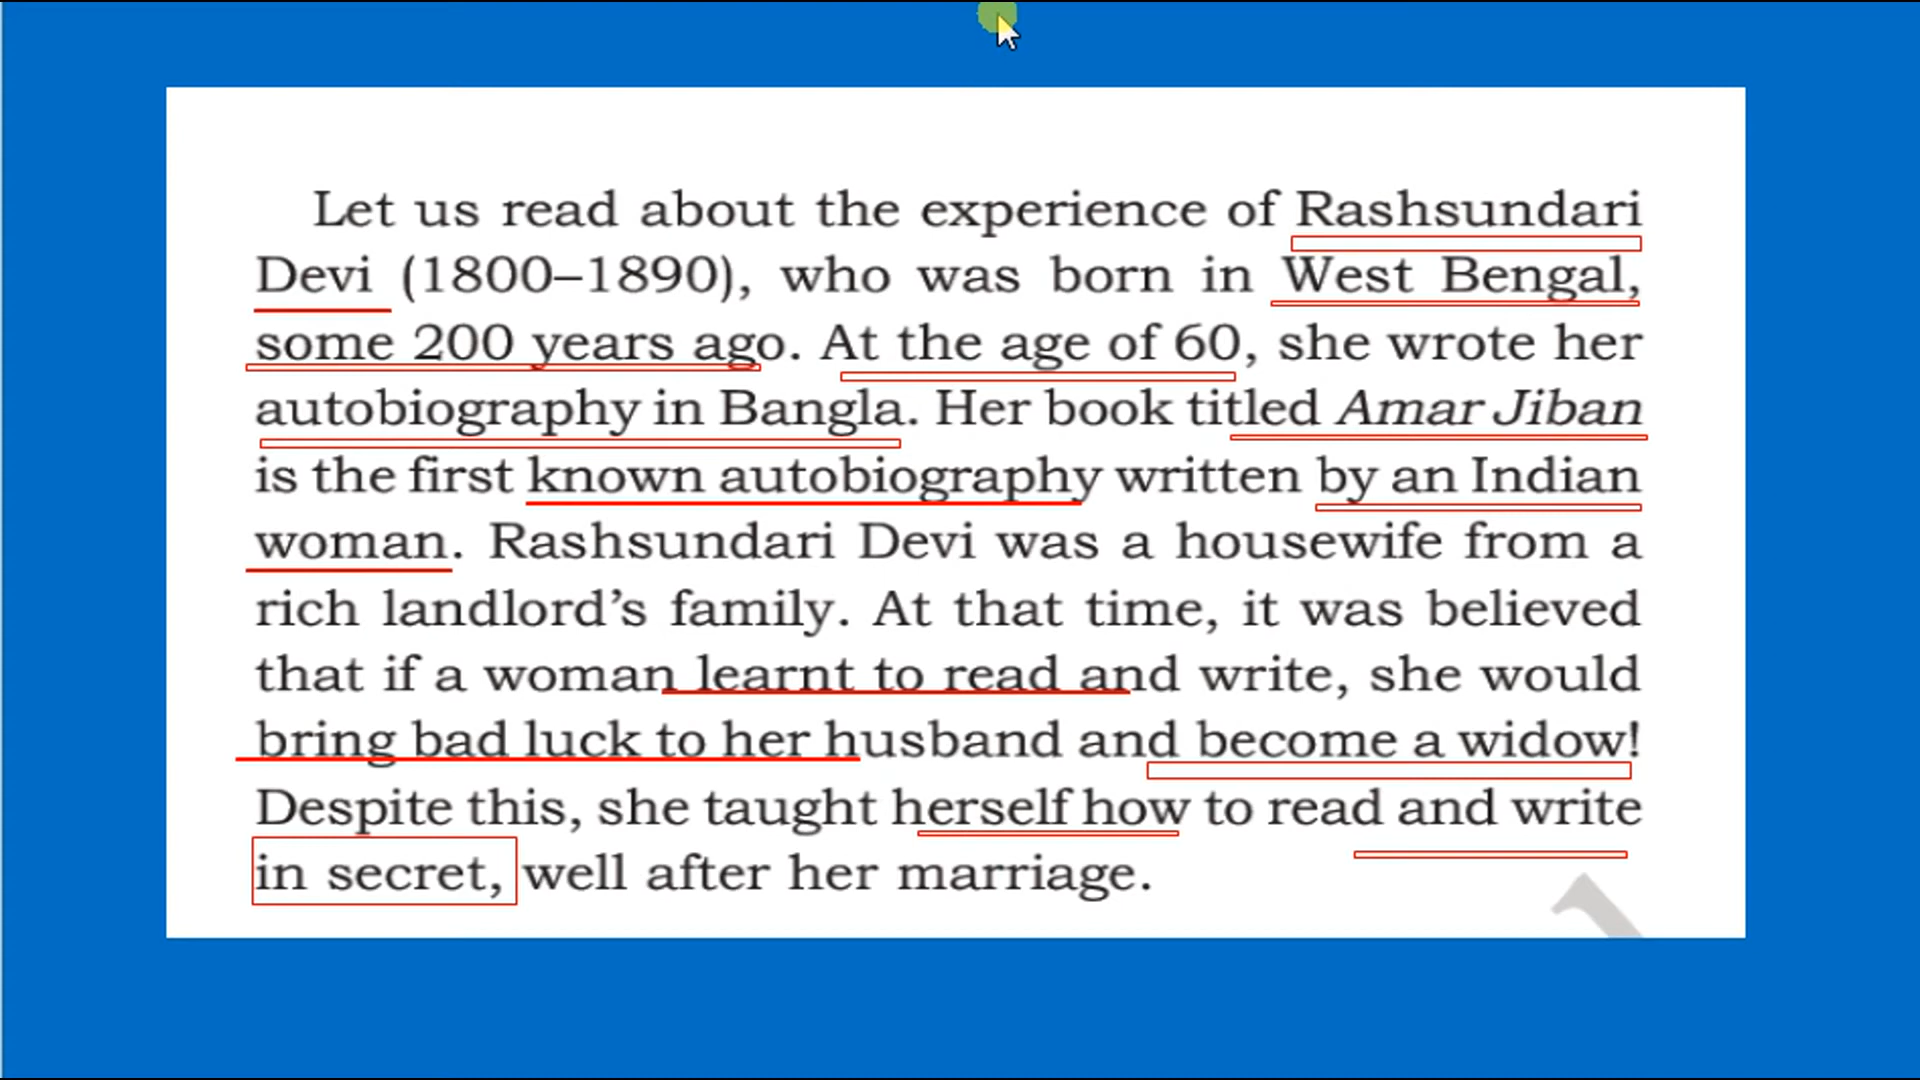 Let us read about the experience of Rashsundari
Devi (1800–1890), who was born in West Bengal,
some 200 years ago. At the age of 60, she wrote her
autobiography in Bangla. Her book titled Amar Jiban
is the first known autobiography written by an Indian
woman. Rashsundari Devi was a housewife from a
rich landlord’s family. At that time, it was believed
that if a woman learnt to read and write, she would
bring bad luck to her husband and become a widow!
Despite this, she taught herself how to read and write
in secret, well after her marriage.